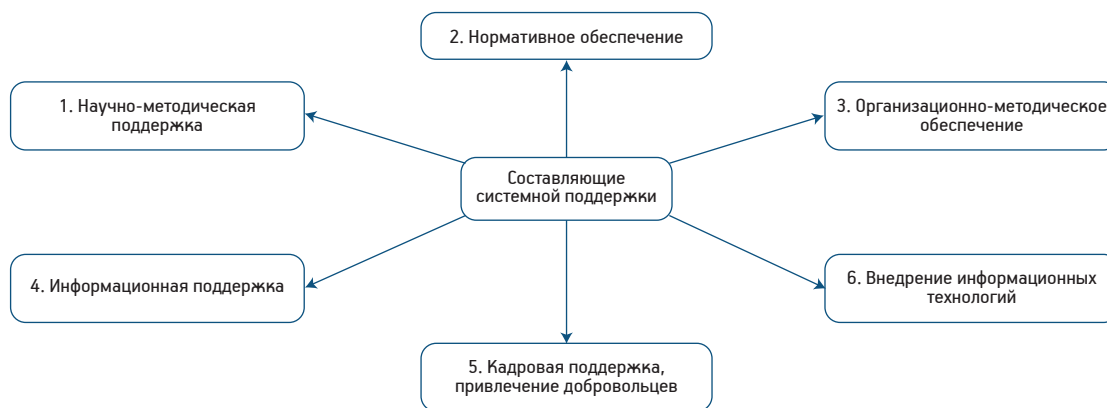 2. Нормативное обеспечение
1. Научно-методическая
поддержка
3. Организационно-методическое
обеспечение
Составляющие
системной поддержки
4. Информационная поддержка
6. Внедрение информационных
технологий
5. Кадровая поддержка,
привлечение добровольцев